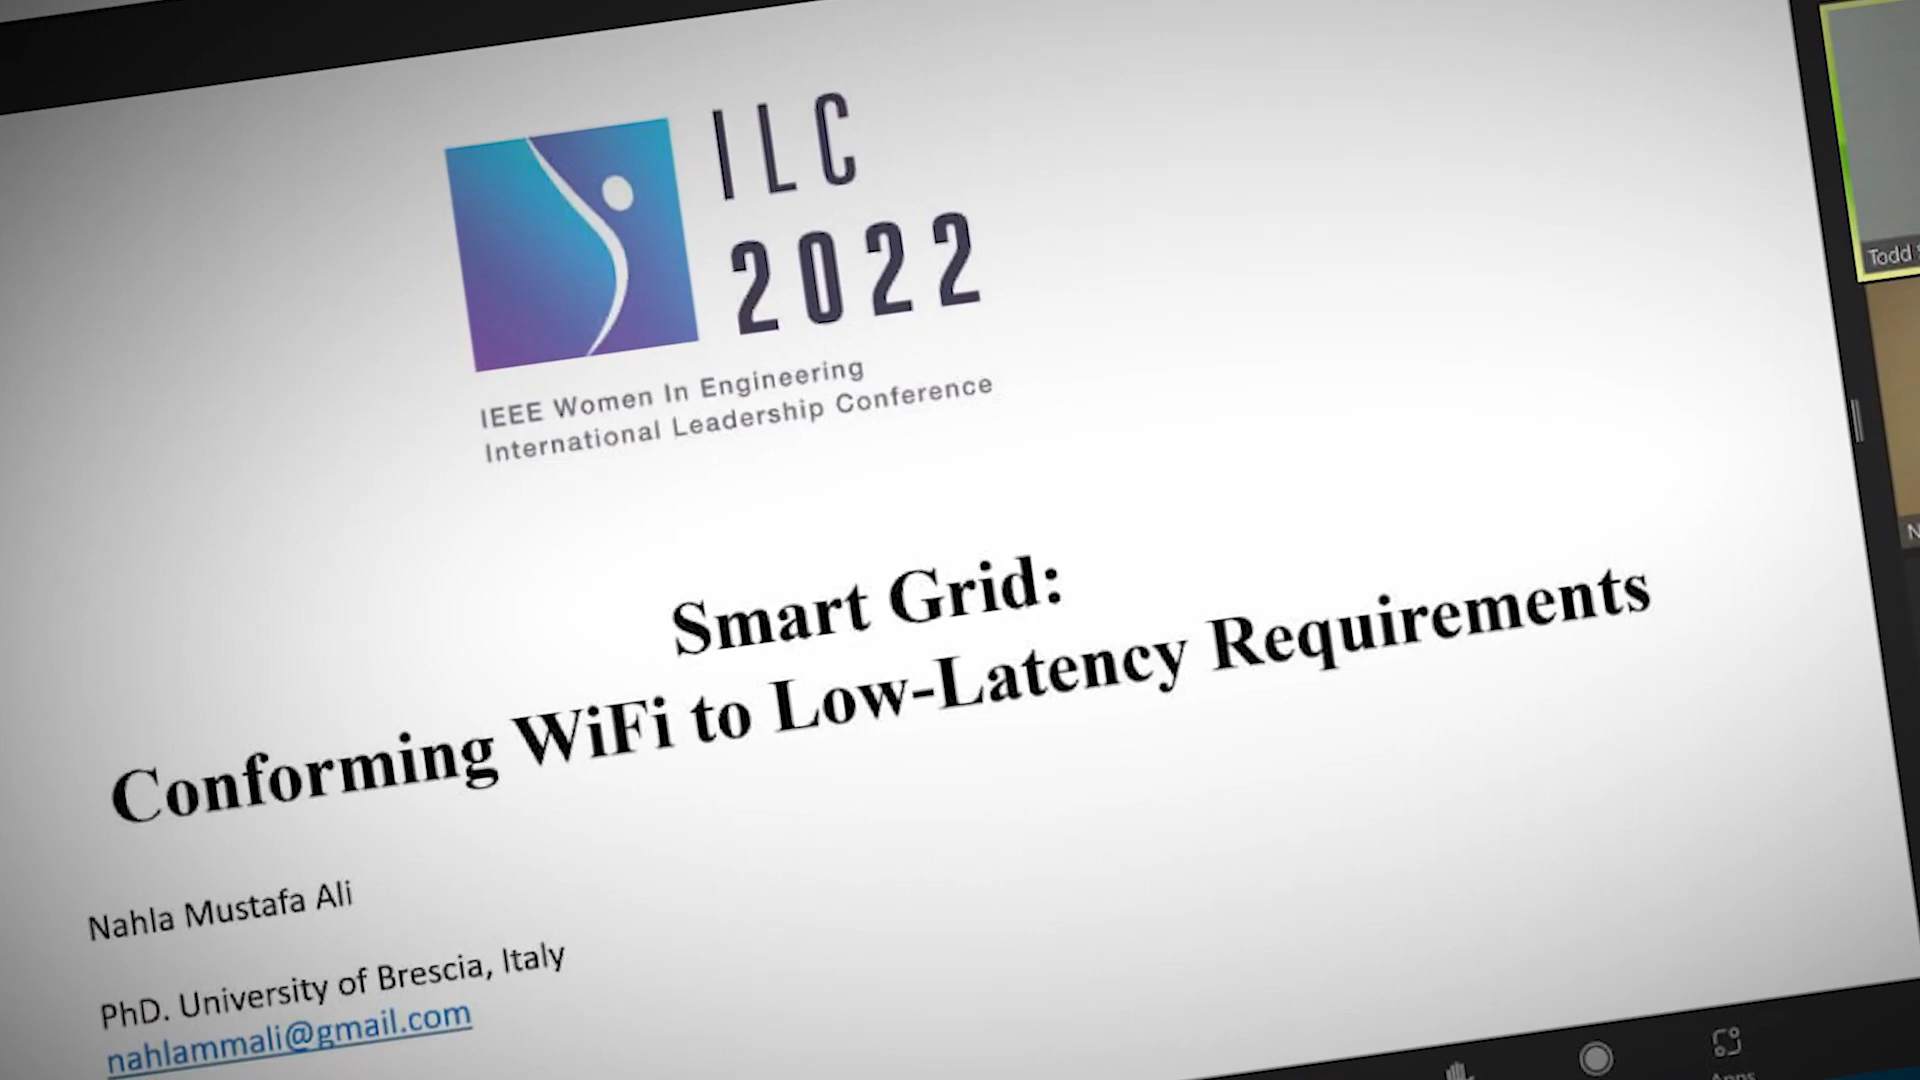 ILC
2022
IEEE Women In Engineering
International Leadership Conference
Smart Grid:
Conforming WiFi to Low-Latency Requirements
Nahla Mustafa Ali
PhD. University of Brescia, Italy
nahlammali@gmail.com
Todd
Apps